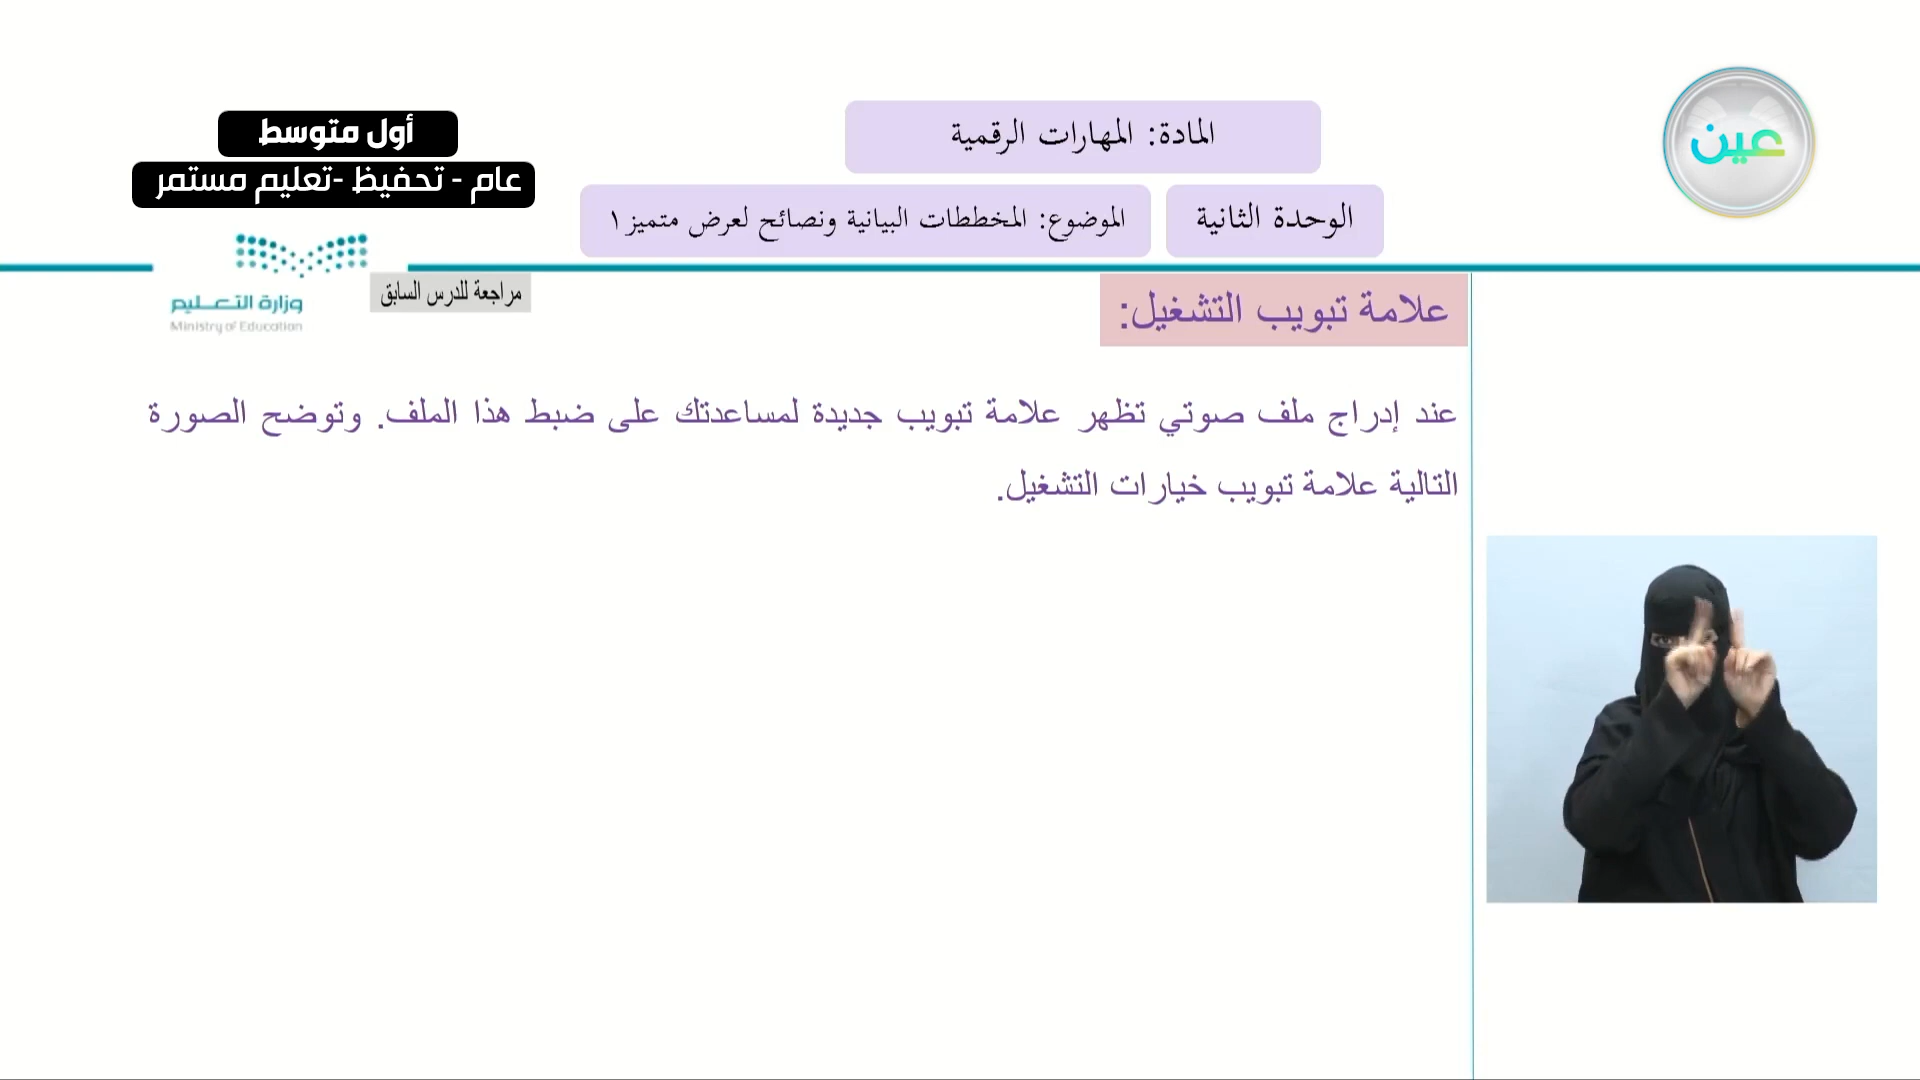 عين
المادة: المهارات الرقمية
أول متوسط
عام - تحفيظ -تعليم مستمر
الوحدة الثانية
الموضوع: المخططات البيانية ونصائح لعرض متميز ١
وزارة التعليم
Ministry of Education
مراجعة للدرس السابق
علامة تبويب التشغيل:
عند إدراج ملف صوتي تظهر علامة تبويب جديدة لمساعدتك على ضبط هذا الملف. وتوضح الصورة
التالية علامة تبويب خيارات التشغيل.